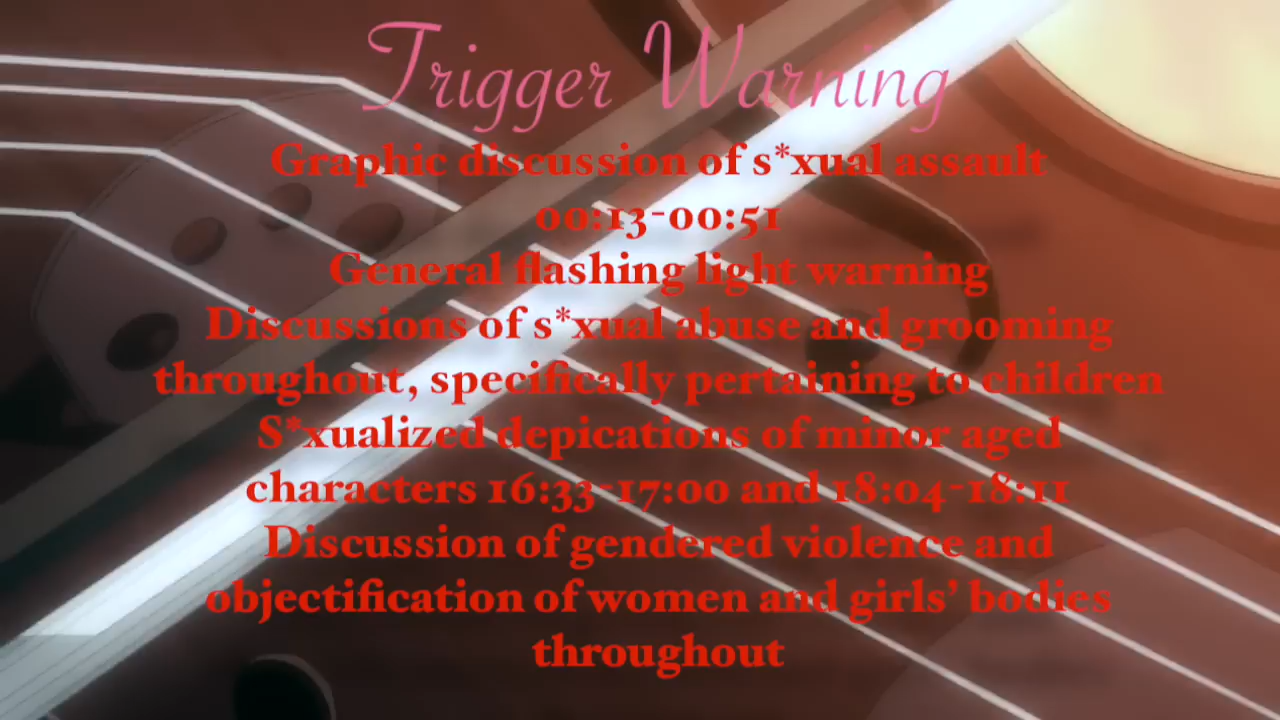 Trigger Warning
Graphic discussion of s*xual assault
00:13-00:51
General flashing light warning
Discussions of s*xual abuse and grooming
throughout, specifically pertaining to children
S*xualized depications of minor aged
characters 16:33-17:00 and 18:04-18:11
Discussion of gendered violence and
objectification of women and girls’ bodies
throughout